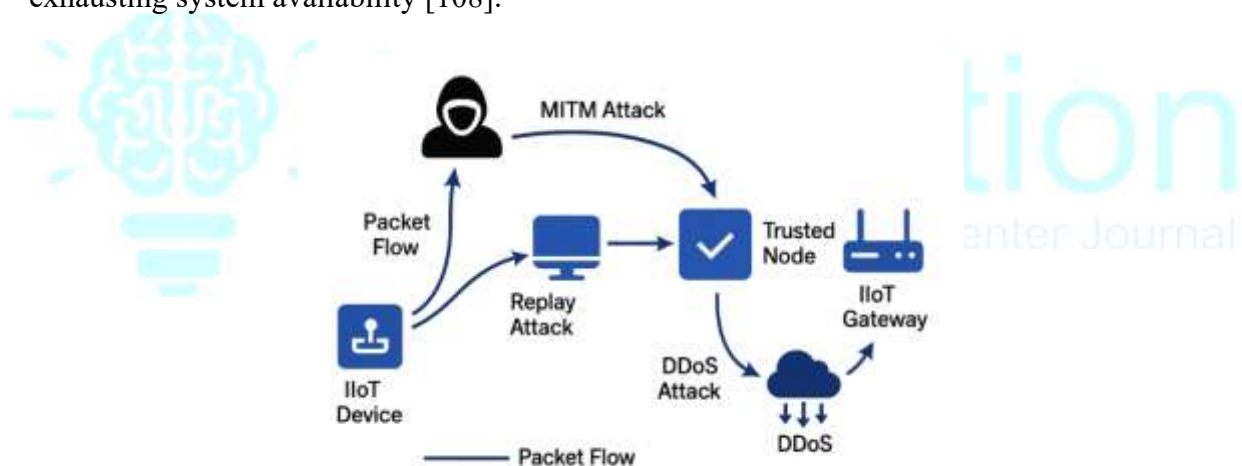 exhausting system availability [108].
MITM Attack
Packet
Flow
Trusted
Node
Replay
Attack
IIoT
Gateway
IIoT
Device
DDoS
Attack
DDoS
Packet Flow
tion
enter Journal